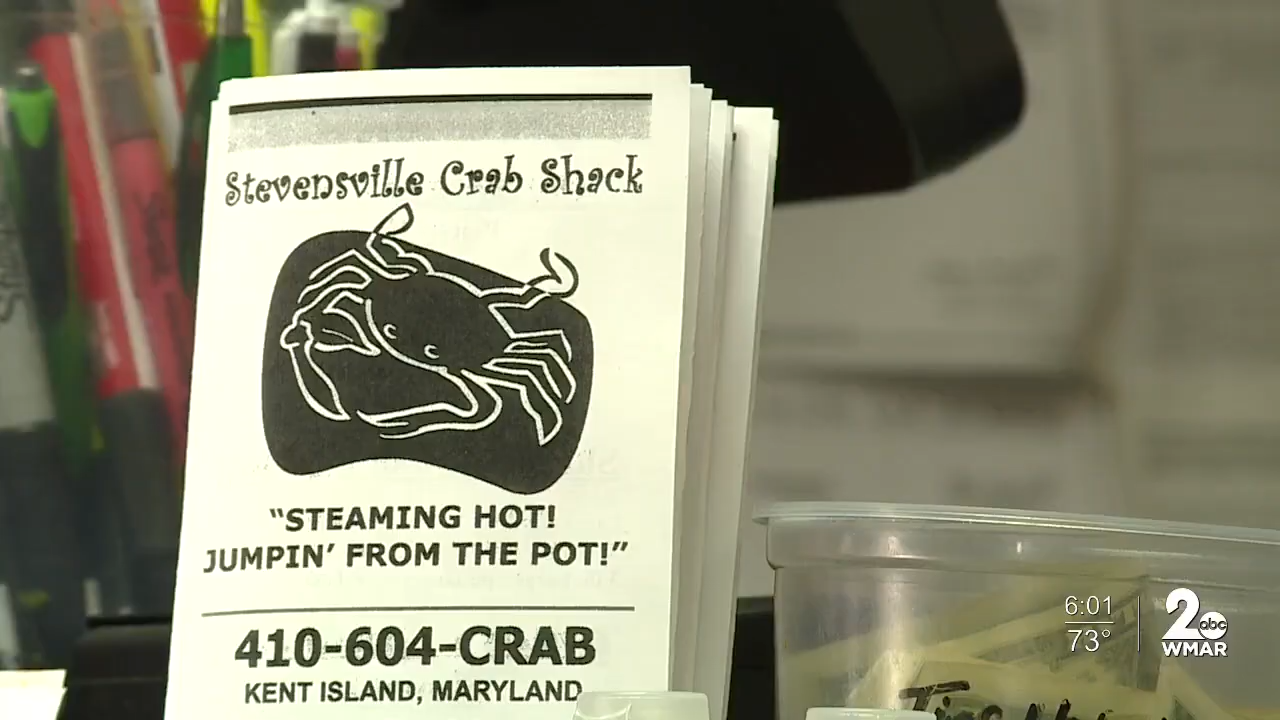 Stevensville Crab Shack
"STEAMING HOT!
JUMPIN' FROM THE POT!"
410-604-CRAB
KENT ISLAND, MARYLAND
6:01
73°
2 abc
WMAR